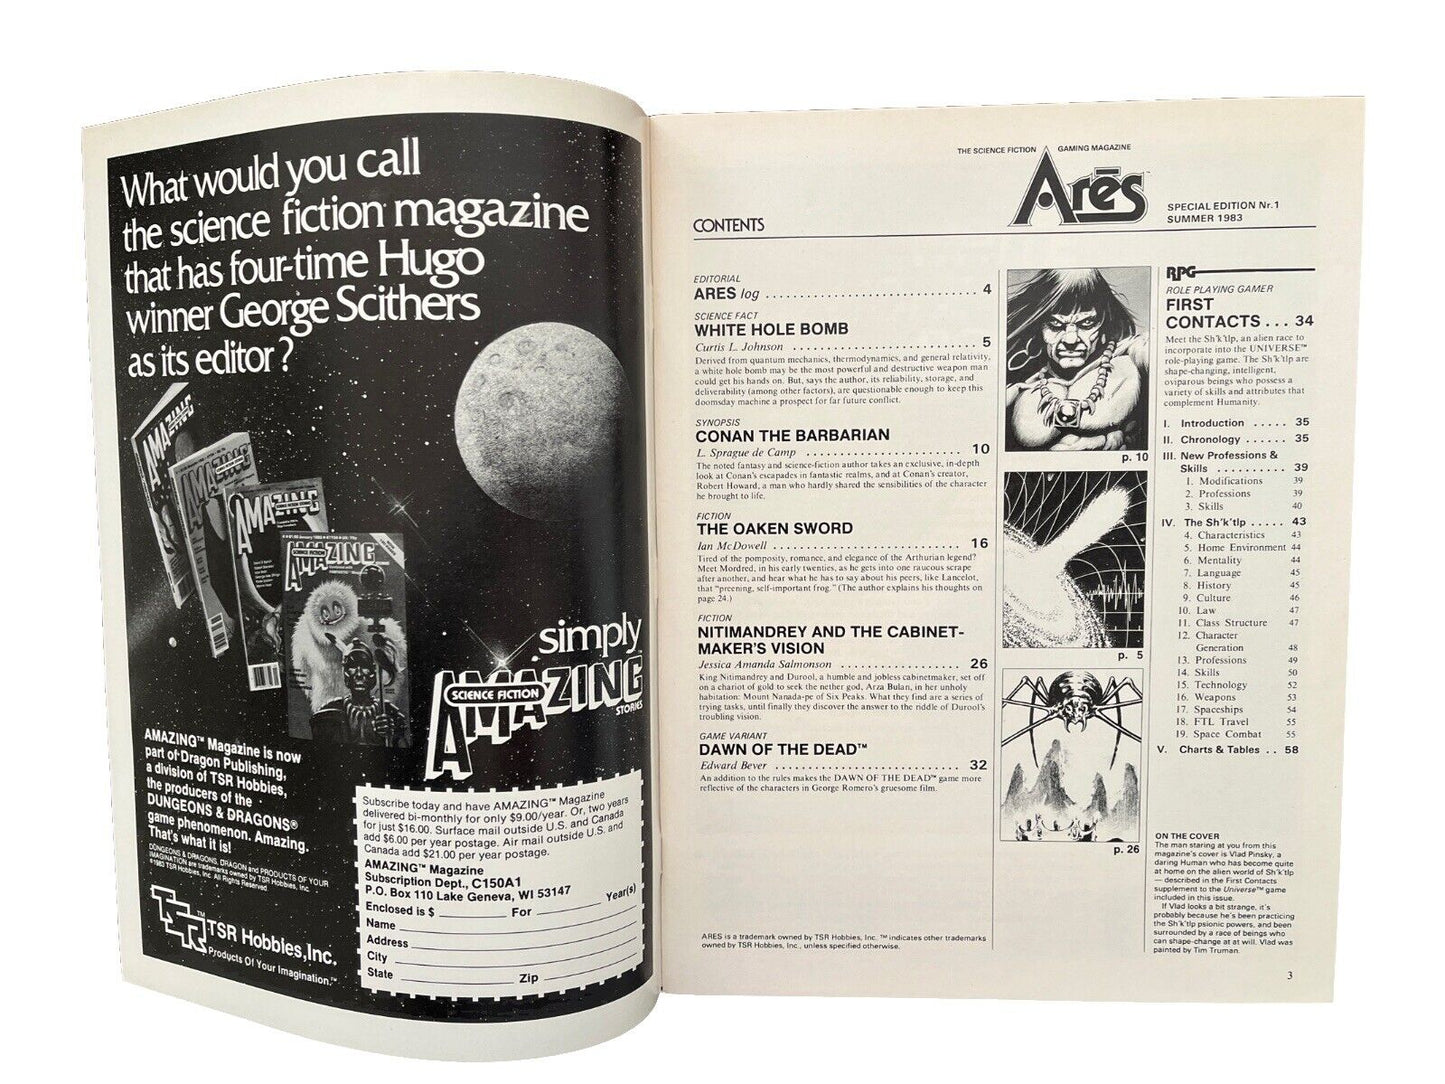 What would you call
the science fiction magazine
that has four-time Hugo
winner George Scithers
as its editor?
AMAZING
AMAZING
AMAZING
AMAZING
SCIENCE FICTION
simply
AMAZING
SCIENCE FICTION
STORIES
AMAZING™ Magazine is now
part of Dragon Publishing,
a division of TSR Hobbies,
the producers of the
DUNGEONS & DRAGONS®
game phenomenon. Amazing.
That's what it is!
DUNGEONS & DRAGONS, DRAGON and PRODUCTS OF YOUR
IMAGINATION are trademarks owned by TSR Hobbies, Inc.
©1983 TSR Hobbies, Inc. All Rights Reserved
TSR™
TSR Hobbies, Inc.
Products Of Your Imagination.™
Subscribe today and have AMAZING™ Magazine
delivered bi-monthly for only $9.00/year. Or, two years
for just $16.00. Surface mail outside U.S. and Canada
add $6.00 per year postage. Air mail outside U.S. and
Canada add $21.00 per year postage.
AMAZING™ Magazine
Subscription Dept., C150A1
P.O. Box 110 Lake Geneva, WI 53147
Enclosed is $ For Year(s)
Name
Address
City
State Zip
THE SCIENCE FICTION GAMING MAGAZINE
Arēs™
SPECIAL EDITION Nr.1
SUMMER 1983
CONTENTS
EDITORIAL
ARES log . . . . . . . . . . . . . . . . . . . . . . . . . . . . . 4
SCIENCE FACT
WHITE HOLE BOMB
Curtis L. Johnson . . . . . . . . . . . . . . . . . . . . . . . . . . 5
Derived from quantum mechanics, thermodynamics, and general relativity,
a white hole bomb may be the most powerful and destructive weapon man
could get his hands on. But, says the author, its reliability, storage, and
deliverability (among other factors), are questionable enough to keep this
doomsday machine a prospect for far future conflict.
SYNOPSIS
CONAN THE BARBARIAN
L. Sprague de Camp . . . . . . . . . . . . . . . . . . . . . . . . 10
The noted fantasy and science-fiction author takes an exclusive, in-depth
look at Conan's escapades in fantastic realms, and at Conan's creator,
Robert Howard, a man who hardly shared the sensibilities of the character
he brought to life.
FICTION
THE OAKEN SWORD
Ian McDowell . . . . . . . . . . . . . . . . . . . . . . . . . . . . 16
Tired of the pomposity, romance, and elegance of the Arthurian legend?
Meet Mordred, in his early twenties, as he gets into one raucous scrape
after another, and hear what he has to say about his peers, like Lancelot,
that "preening, self-important frog." (The author explains his thoughts on
page 24.)
FICTION
NITIMANDREY AND THE CABINET-
MAKER'S VISION
Jessica Amanda Salmonson . . . . . . . . . . . . . . . . . . 26
King Nitimandrey and Durool, a humble and jobless cabinetmaker, set off
on a chariot of gold to seek the nether god, Arza Bulan, in her unholy
habitation: Mount Nanada-pe of Six Peaks. What they find are a series of
trying tasks, until finally they discover the answer to the riddle of Durool's
troubling vision.
GAME VARIANT
DAWN OF THE DEAD™
Edward Bever . . . . . . . . . . . . . . . . . . . . . . . . . . . 32
An addition to the rules makes the DAWN OF THE DEAD™ game more
reflective of the characters in George Romero's gruesome film.
ARES is a trademark owned by TSR Hobbies, Inc. ™ indicates other trademarks
owned by TSR Hobbies, Inc., unless specified otherwise.
p. 10
p. 5
p. 26
RPG
ROLE PLAYING GAMER
FIRST
CONTACTS . . . 34
Meet the Sh'k'tlp, an alien race to
incorporate into the UNIVERSE™
role-playing game. The Sh'k'tlp are
shape-changing, intelligent,
oviparous beings who possess a
variety of skills and attributes that
complement Humanity.
I. Introduction . . . . . 35
II. Chronology . . . . . . 35
III. New Professions &
Skills . . . . . . . . . . 39
1. Modifications 39
2. Professions 39
3. Skills 40
IV. The Sh'k'tlp . . . . . 43
4. Characteristics 43
5. Home Environment 44
6. Mentality 44
7. Language 45
8. History 45
9. Culture 46
10. Law 47
11. Class Structure 47
12. Character
Generation 48
13. Professions 49
14. Skills 50
15. Technology 52
16. Weapons 53
17. Spaceships 54
18. FTL Travel 55
19. Space Combat 55
V. Charts & Tables . . 58
ON THE COVER
The man staring at you from this
magazine's cover is Vlad Pinsky, a
daring Human who has become quite
at home on the alien world of Sh'k'tlp
— described in the First Contacts
supplement to the Universe™ game
included in this issue.
If Vlad looks a bit strange, it's
probably because he's been practicing
the Sh'k'tlp psionic powers, and been
surrounded by a race of beings who
can shape-change at will. Vlad was
painted by Tim Truman.
3